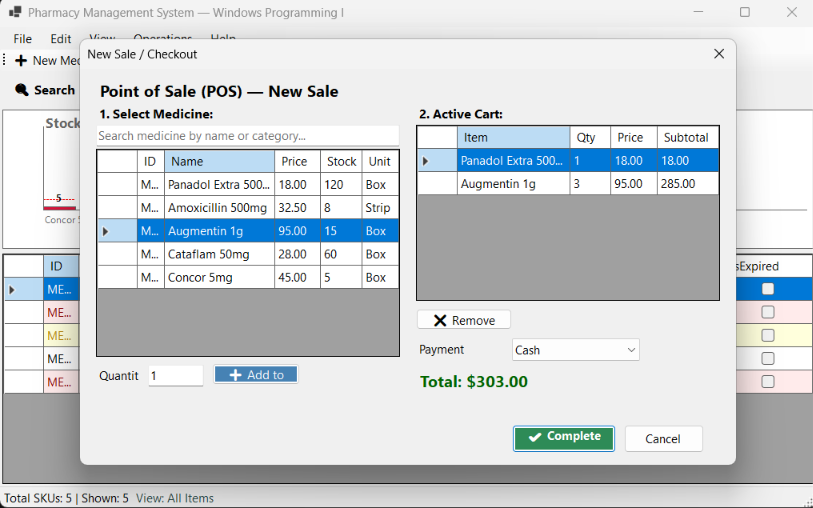 Pharmacy Management System — Windows Programming I
File Edit View Operations Help
New Med
Search
Stock
5
Concor 5
ID
ME...
ME...
ME...
ME...
ME...
sExpired
New Sale / Checkout
Point of Sale (POS) — New Sale
1. Select Medicine:
Search medicine by name or category...
ID Name Price Stock Unit
M... Panadol Extra 500... 18.00 120 Box
M... Amoxicillin 500mg 32.50 8 Strip
M... Augmentin 1g 95.00 15 Box
M... Cataflam 50mg 28.00 60 Box
M... Concor 5mg 45.00 5 Box
Quantit 1 Add to
2. Active Cart:
Item Qty Price Subtotal
Panadol Extra 500... 1 18.00 18.00
Augmentin 1g 3 95.00 285.00
Remove
Payment Cash
Total: $303.00
Complete Cancel
Total SKUs: 5 | Shown: 5 View: All Items